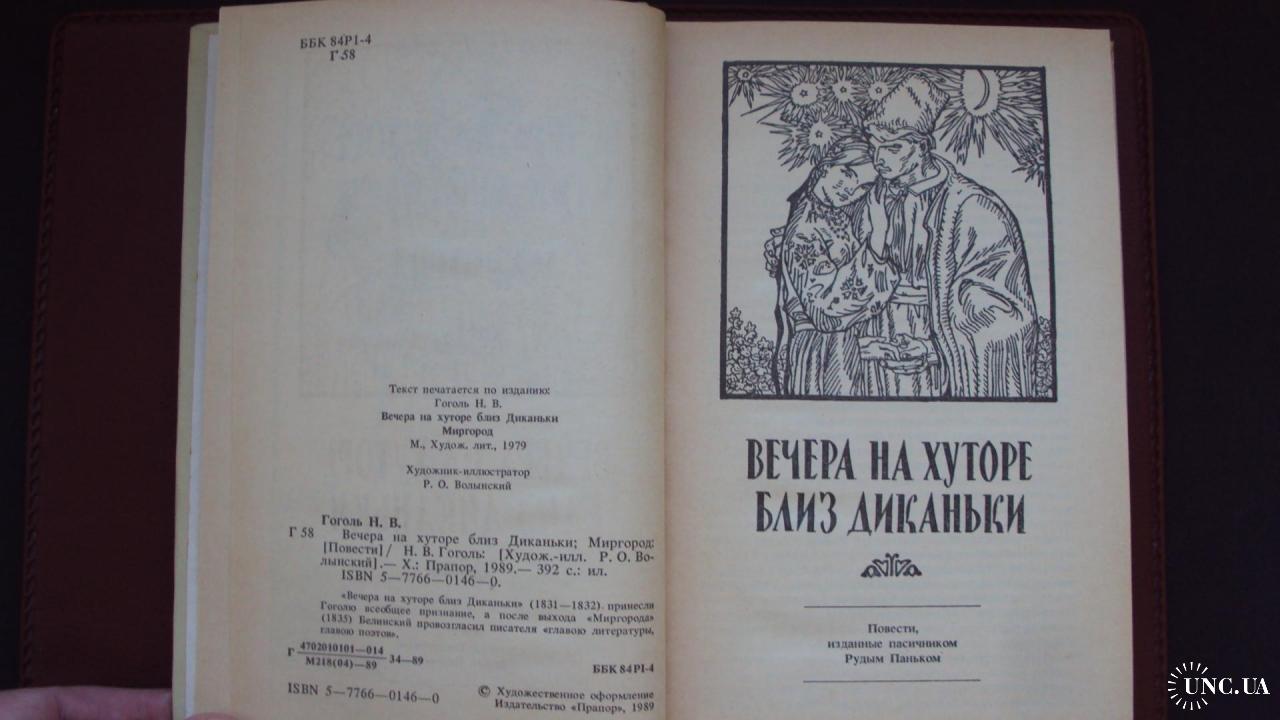 ББК 84Р1-4
Г 58
Текст печатается по изданию:
Гоголь Н. В.
Вечера на хуторе близ Диканьки
Миргород
М., Худож. лит., 1979
Художник-иллюстратор
Р. О. Волынский
Гоголь Н. В.
Г 58 Вечера на хуторе близ Диканьки; Миргород:
[Повести] / Н. В. Гоголь: [Худож.-илл. Р. О. Во-
лынский].— Х.: Прапор, 1989.— 392 с.: ил.
ISBN 5—7766—0146—0.
«Вечера на хуторе близ Диканьки» (1831—1832) принесли
Гоголю всеобщее признание, а после выхода «Миргорода»
(1835) Белинский провозгласил писателя «главою литературы,
главою поэтов».
Г 4702010101—014
М218(04)—89 34—89
ББК 84Р1-4
ISBN 5—7766—0146—0
© Художественное оформление
Издательство «Прапор», 1989
ВЕЧЕРА НА ХУТОРЕ
БЛИЗ ДИКАНЬКИ
Повести,
изданные пасичником
Рудым Паньком
UNC.UA